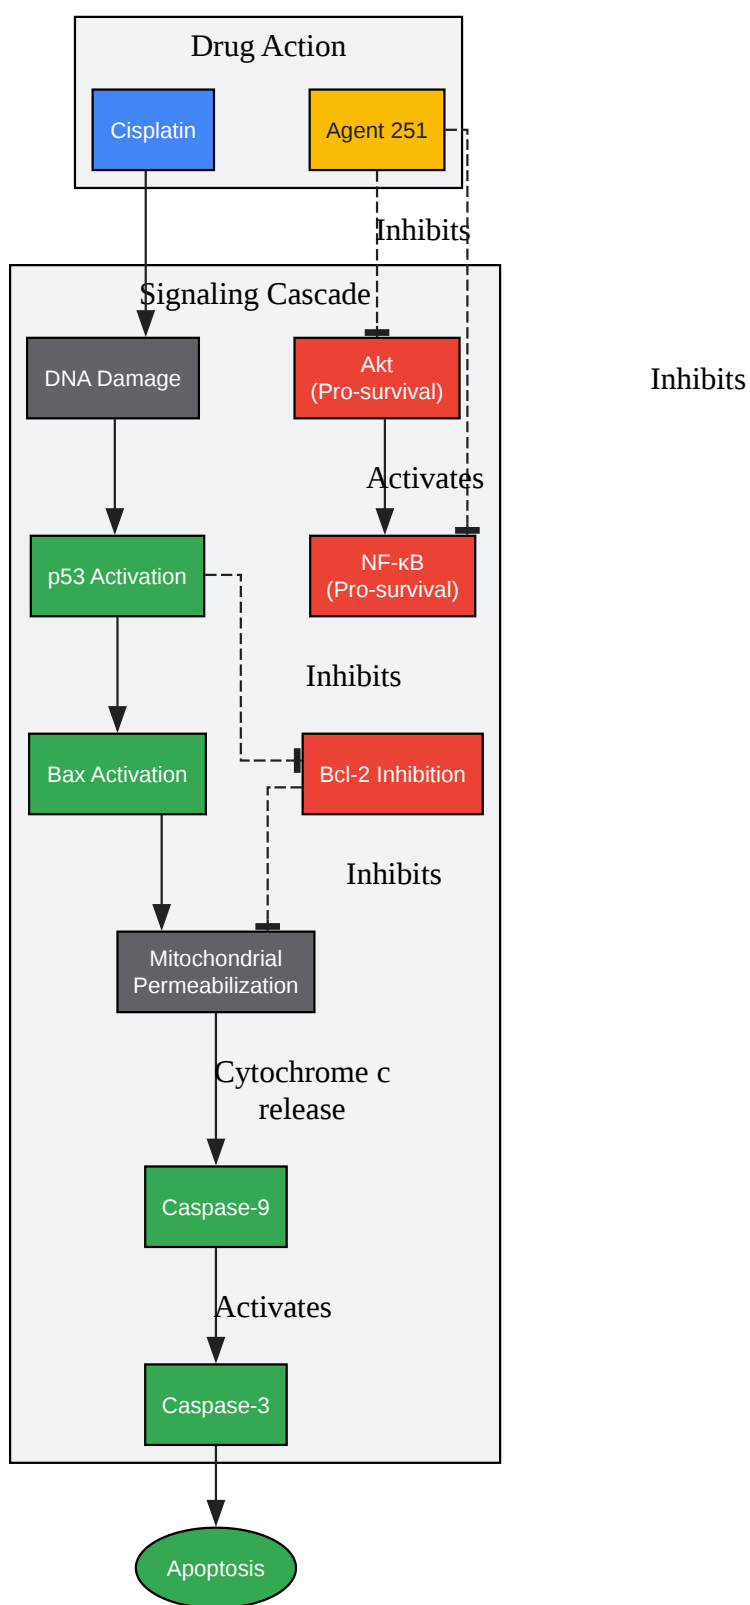 Drug Action
Cisplatin
Agent 251
Inhibits
Signaling Cascade
DNA Damage
Akt
(Pro-survival)
Inhibits
Activates
p53 Activation
NF-κB
(Pro-survival)
Inhibits
Bax Activation
Bcl-2 Inhibition
Inhibits
Mitochondrial
Permeabilization
Cytochrome c
release
Caspase-9
Activates
Caspase-3
Apoptosis